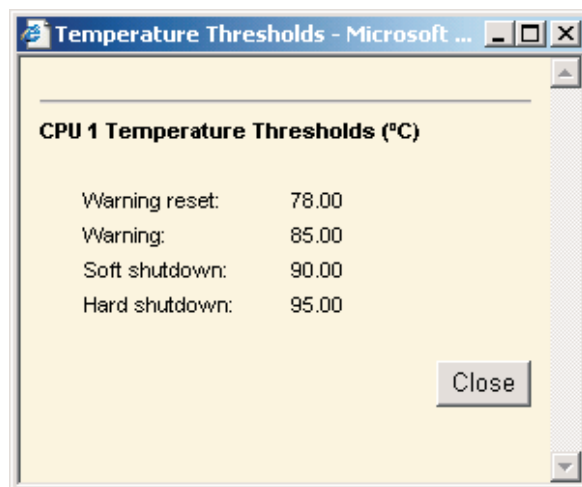 Temperature Thresholds - Microsoft ...
CPU 1 Temperature Thresholds (ºC)
Warning reset: 78.00
Warning: 85.00
Soft shutdown: 90.00
Hard shutdown: 95.00
Close